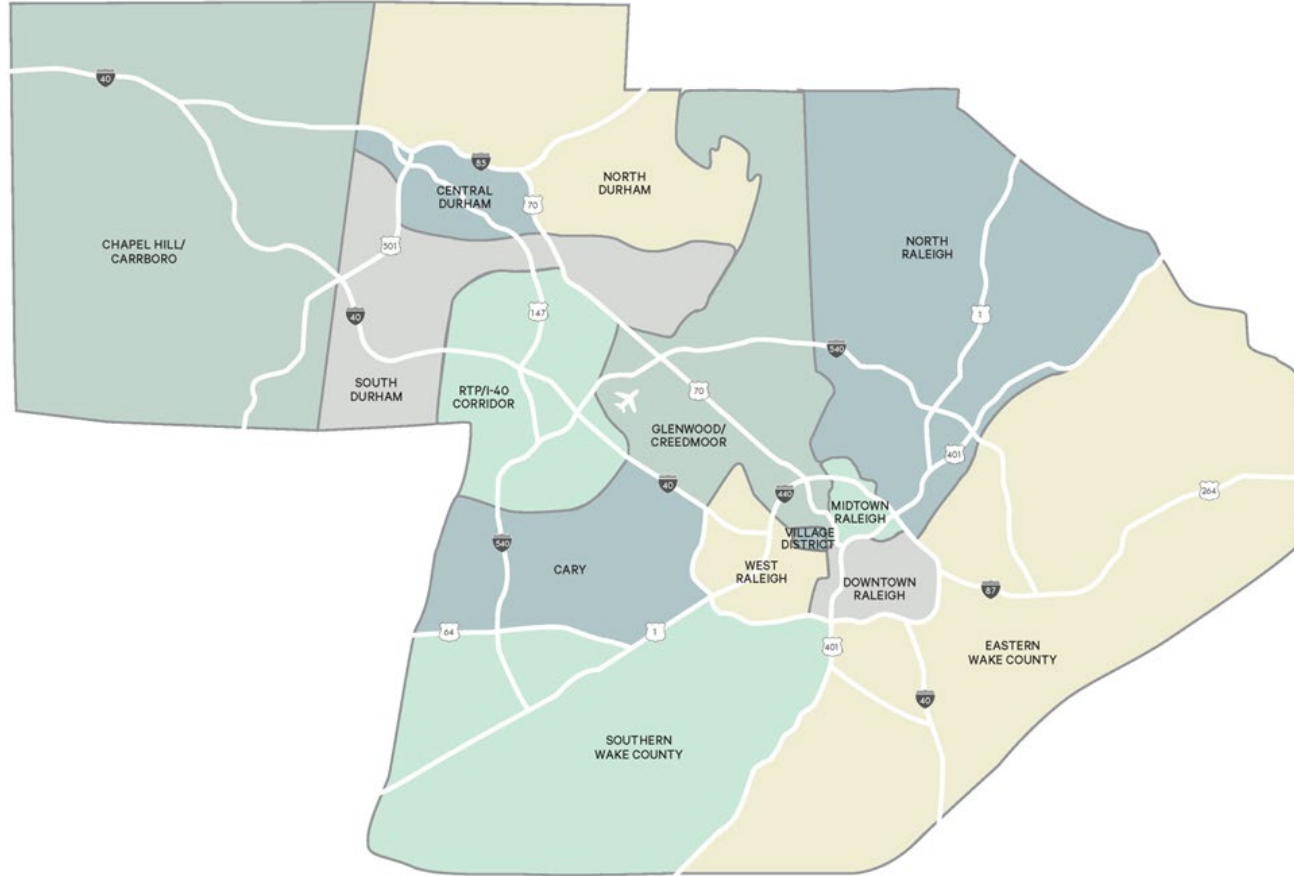 40
85
CENTRAL
DURHAM
NORTH
DURHAM
70
CHAPEL HILL/
CARRBORO
501
NORTH
RALEIGH
40
147
1
540
SOUTH
DURHAM
RTP/I-40
CORRIDOR
70
GLENWOOD/
CREEDMOOR
401
40
440
264
MIDTOWN
RALEIGH
VILLAGE
DISTRICT
540
CARY
WEST
RALEIGH
DOWNTOWN
RALEIGH
87
64
1
401
EASTERN
WAKE COUNTY
40
SOUTHERN
WAKE COUNTY